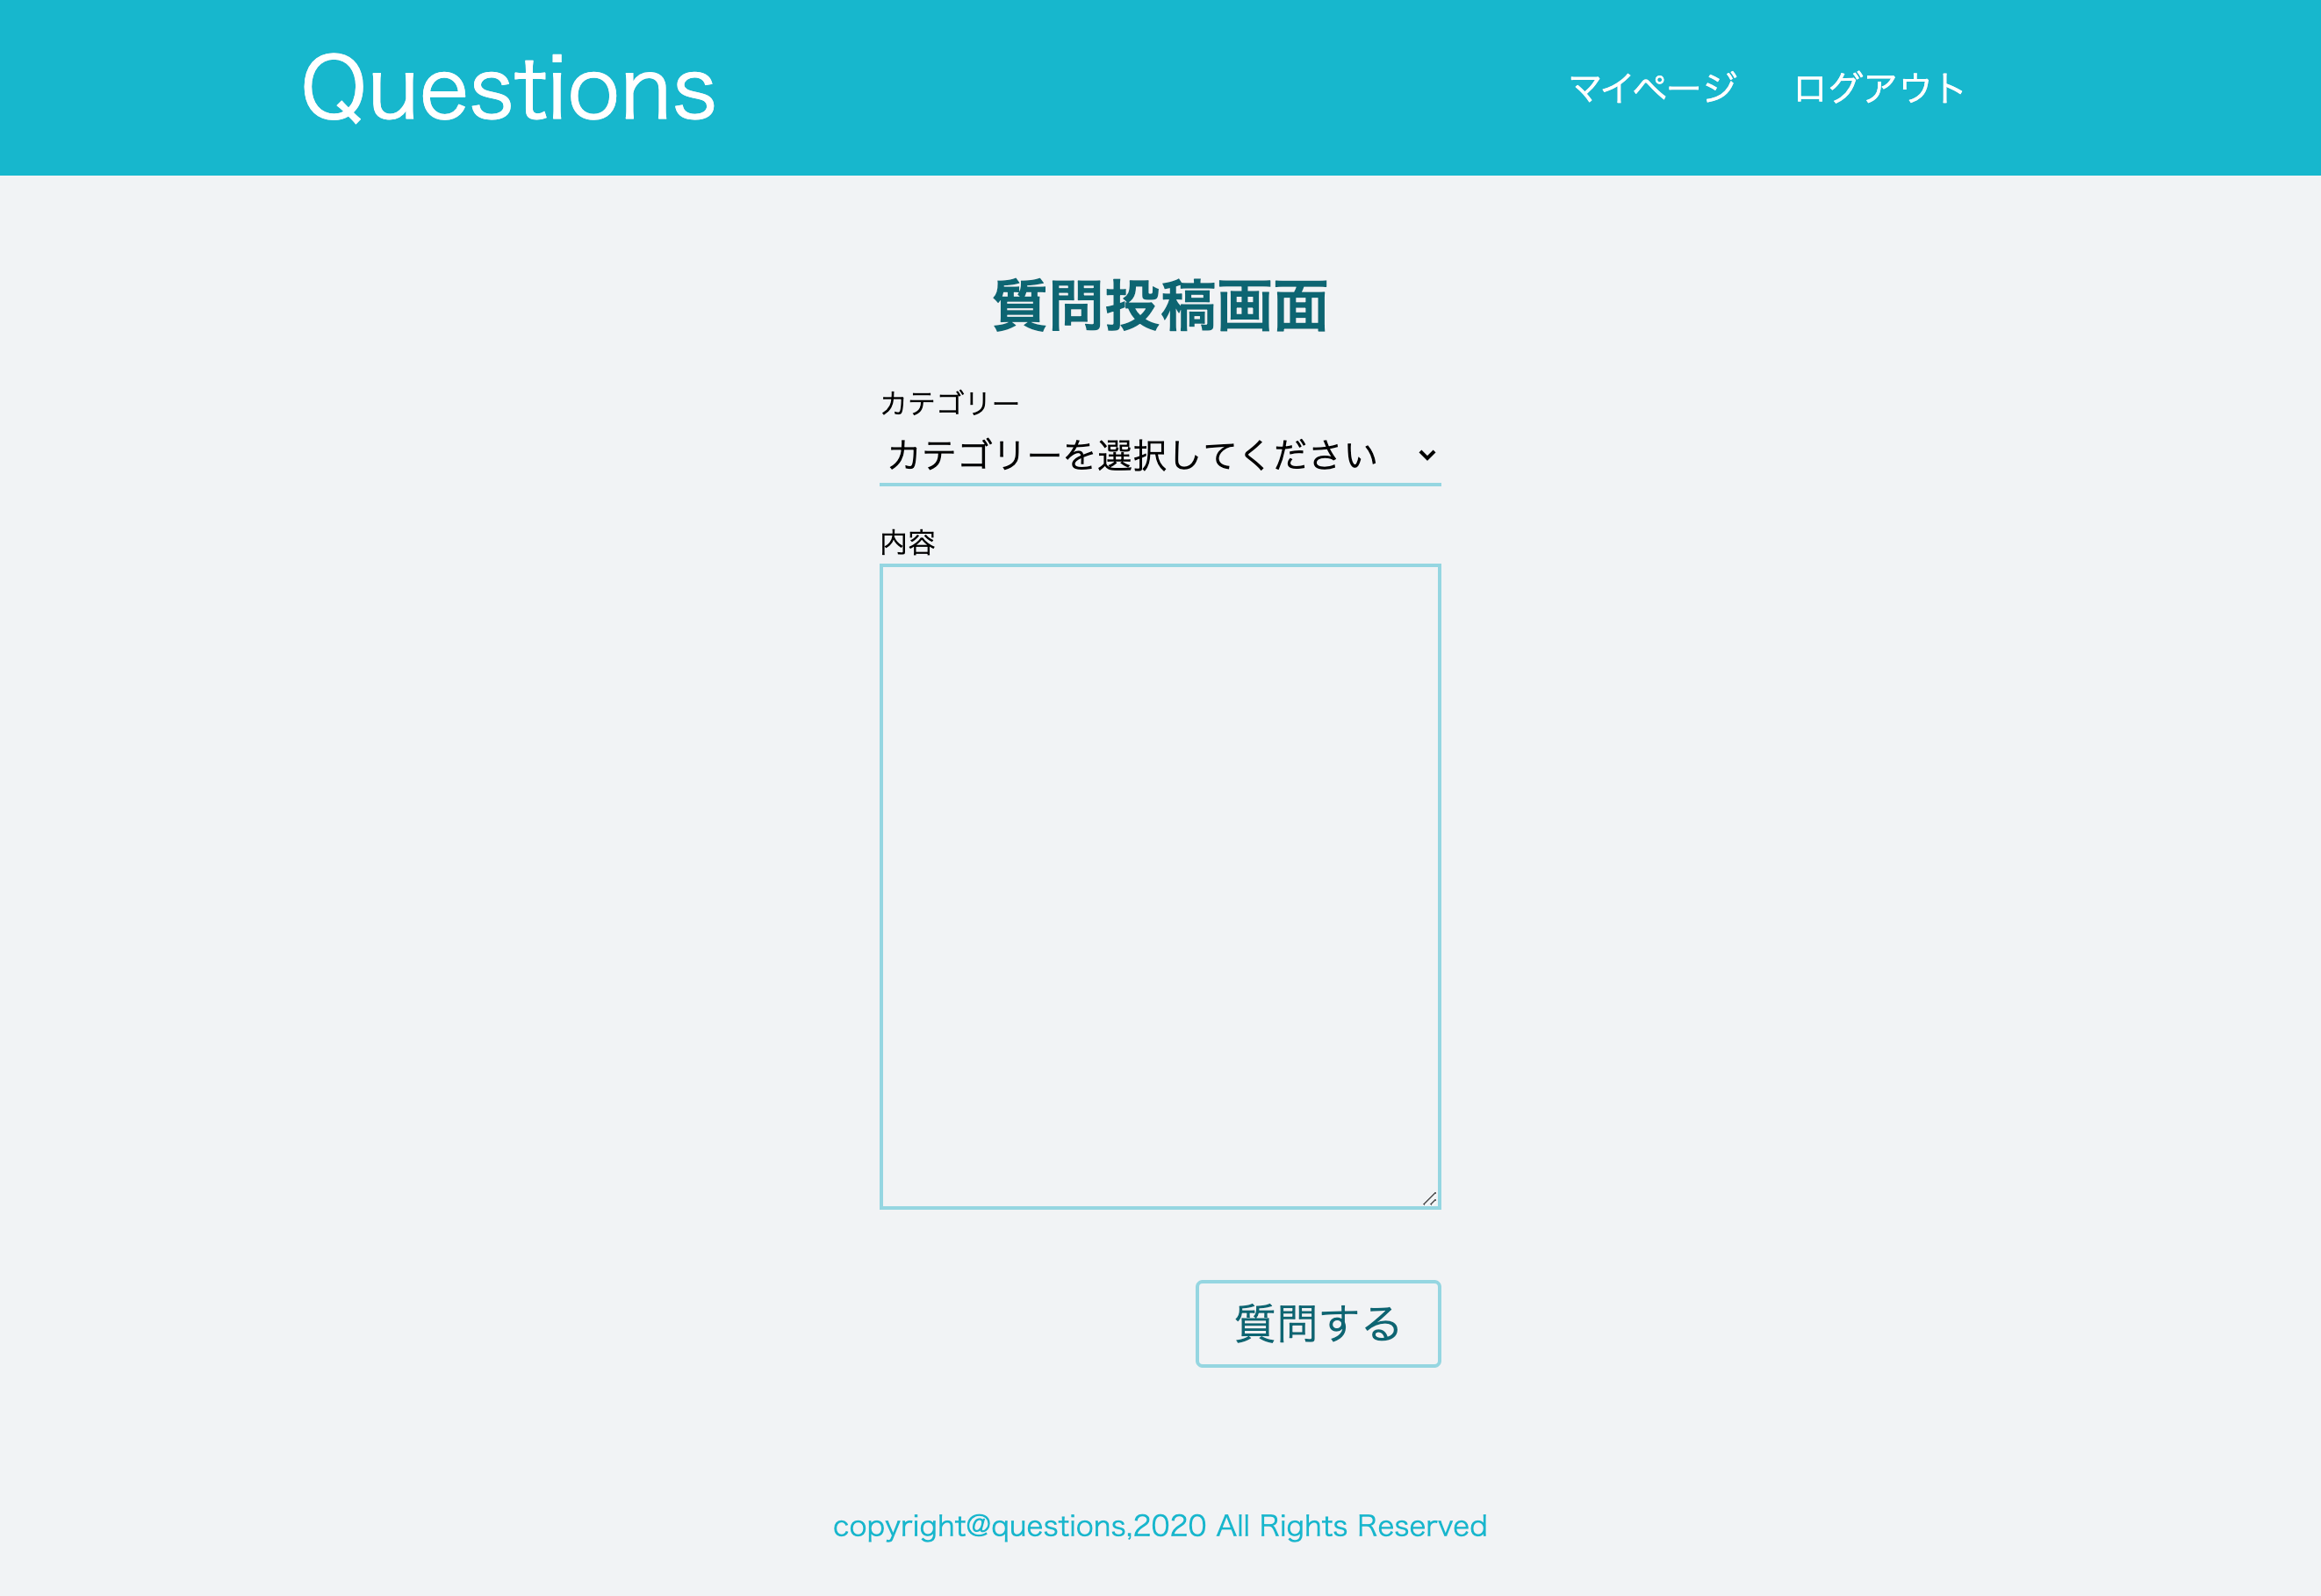 Questions
マイページ ログアウト
質問投稿画面
カテゴリー
カテゴリーを選択してください
内容
質問する
copyright@questions,2020 All Rights Reserved